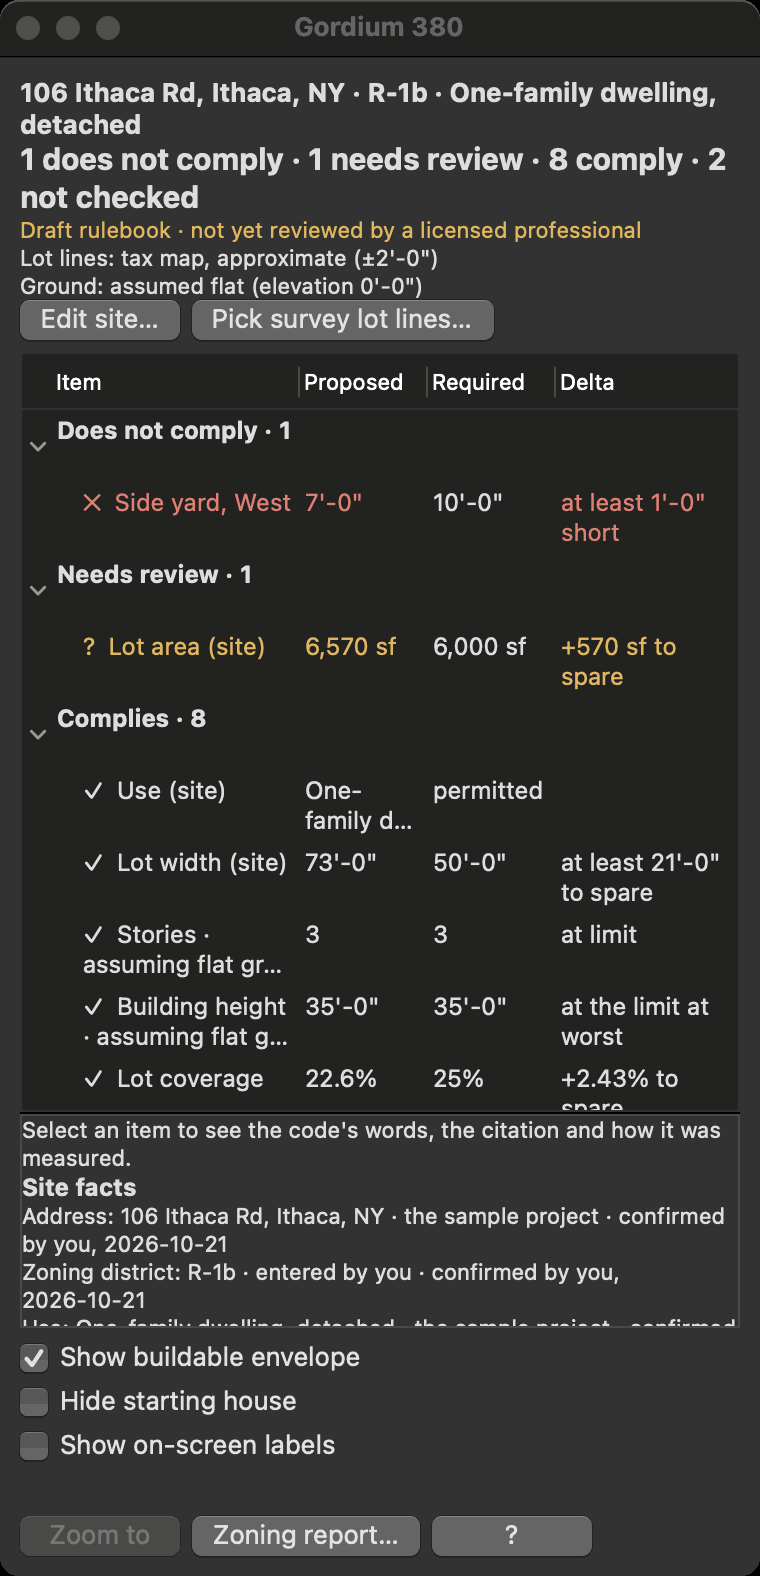 Gordium 380
106 Ithaca Rd, Ithaca, NY · R-1b · One-family dwelling,
detached
1 does not comply · 1 needs review · 8 comply · 2
not checked
Draft rulebook · not yet reviewed by a licensed professional
Lot lines: tax map, approximate (±2'-0")
Ground: assumed flat (elevation 0'-0")
Edit site... Pick survey lot lines...
Item Proposed Required Delta
Does not comply · 1
✕ Side yard, West 7'-0" 10'-0" at least 1'-0"
short
Needs review · 1
? Lot area (site) 6,570 sf 6,000 sf +570 sf to
spare
Complies · 8
✓ Use (site) One- permitted
family d...
✓ Lot width (site) 73'-0" 50'-0" at least 21'-0"
to spare
✓ Stories · 3 3 at limit
assuming flat gr...
✓ Building height 35'-0" 35'-0" at the limit at
· assuming flat g... worst
✓ Lot coverage 22.6% 25% +2.43% to
spare
Select an item to see the code's words, the citation and how it was
measured.
Site facts
Address: 106 Ithaca Rd, Ithaca, NY · the sample project · confirmed
by you, 2026-10-21
Zoning district: R-1b · entered by you · confirmed by you,
2026-10-21
Use: One-family dwelling, detached · the sample project · confirmed
Show buildable envelope
Hide starting house
Show on-screen labels
Zoom to Zoning report... ?